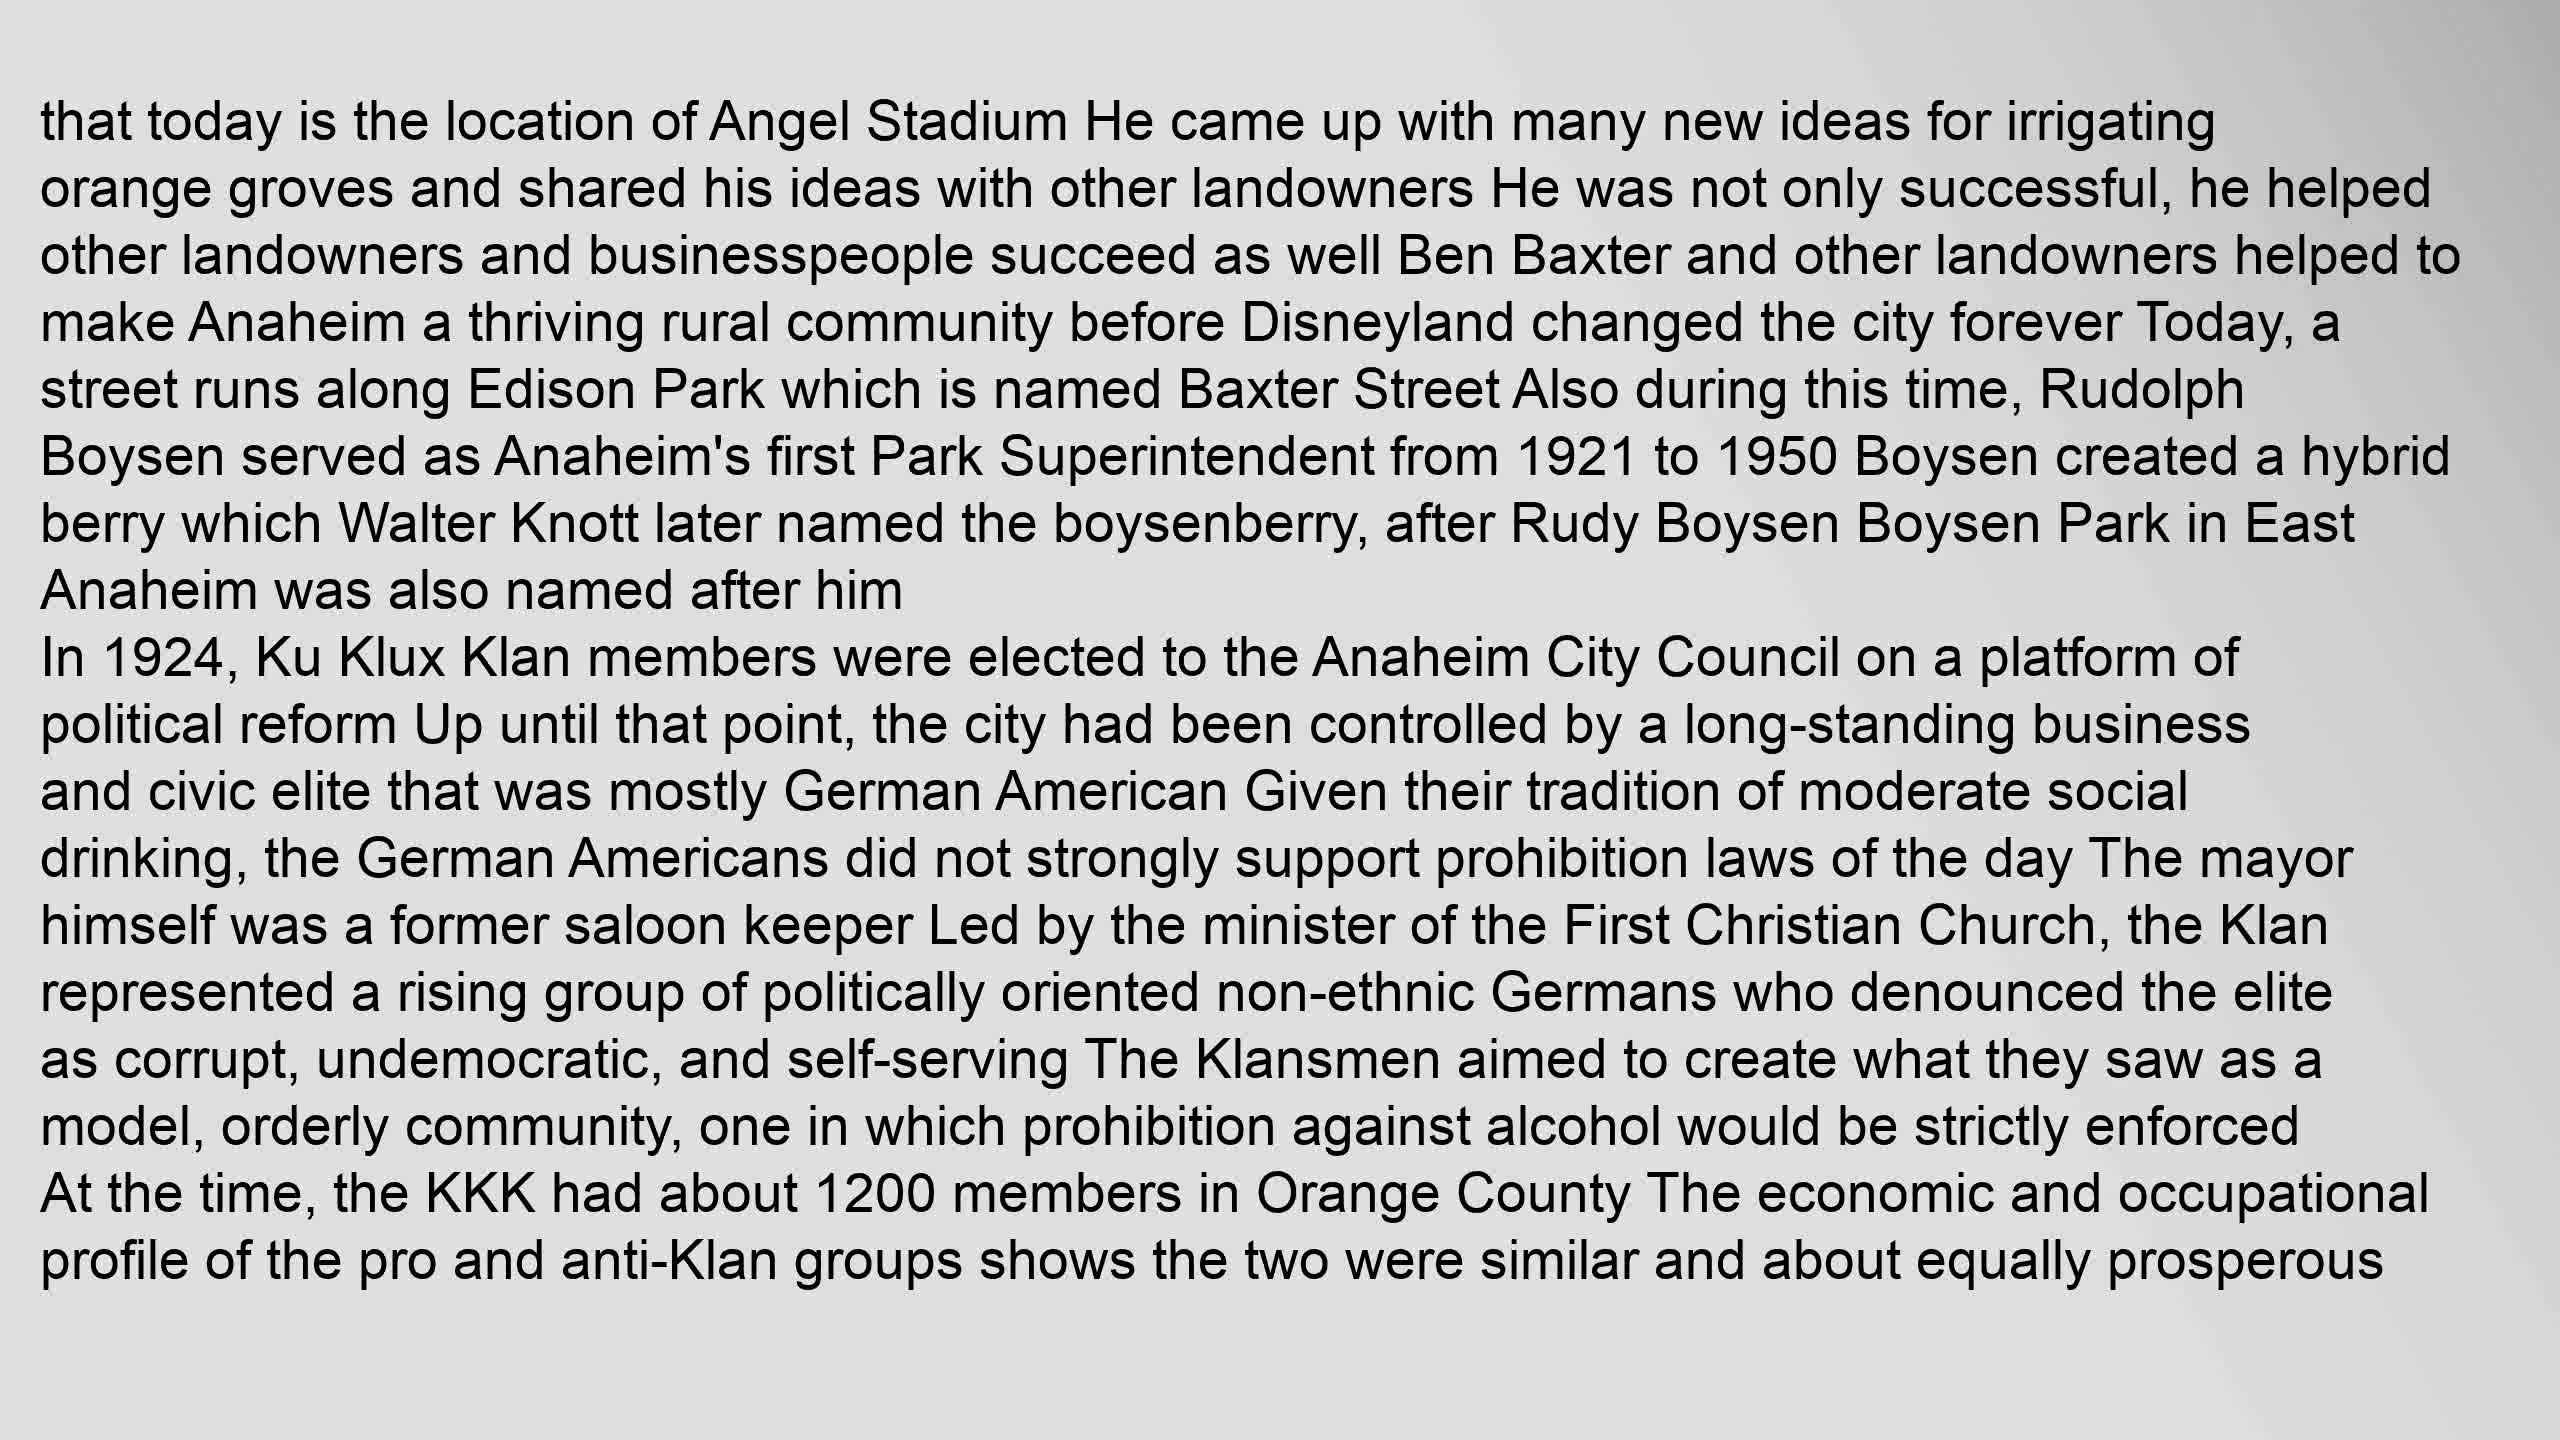 that today is the location of Angel Stadium He came up with many new ideas for irrigating
orange groves and shared his ideas with other landowners He was not only successful, he helped
other landowners and businesspeople succeed as well Ben Baxter and other landowners helped to
make Anaheim a thriving rural community before Disneyland changed the city forever Today, a
street runs along Edison Park which is named Baxter Street Also during this time, Rudolph
Boysen served as Anaheim's first Park Superintendent from 1921 to 1950 Boysen created a hybrid
berry which Walter Knott later named the boysenberry, after Rudy Boysen Boysen Park in East
Anaheim was also named after him
In 1924, Ku Klux Klan members were elected to the Anaheim City Council on a platform of
political reform Up until that point, the city had been controlled by a long-standing business
and civic elite that was mostly German American Given their tradition of moderate social
drinking, the German Americans did not strongly support prohibition laws of the day The mayor
himself was a former saloon keeper Led by the minister of the First Christian Church, the Klan
represented a rising group of politically oriented non-ethnic Germans who denounced the elite
as corrupt, undemocratic, and self-serving The Klansmen aimed to create what they saw as a
model, orderly community, one in which prohibition against alcohol would be strictly enforced
At the time, the KKK had about 1200 members in Orange County The economic and occupational
profile of the pro and anti-Klan groups shows the two were similar and about equally prosperous